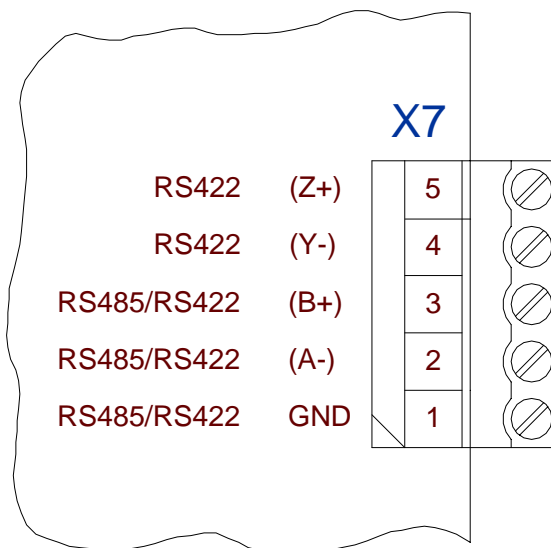 X7
RS422 (Z+) 5
RS422 (Y-) 4
RS485/RS422 (B+) 3
RS485/RS422 (A-) 2
RS485/RS422 GND 1